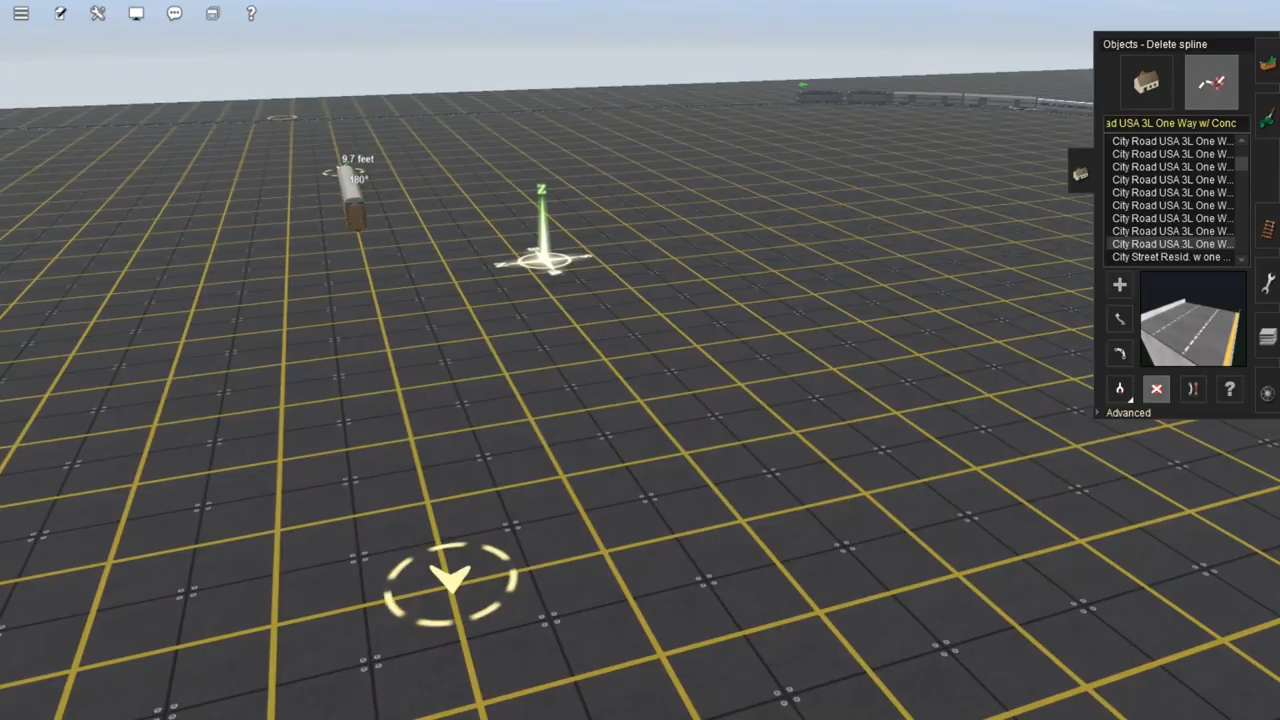 Objects - Delete spline
ad USA 3L One Way w/ Conc
City Road USA 3L One W...
City Road USA 3L One W...
City Road USA 3L One W...
City Road USA 3L One W...
City Road USA 3L One W...
City Road USA 3L One W...
City Road USA 3L One W...
City Road USA 3L One W...
City Road USA 3L One W...
City Street Resid. w one ...
9.7 feet
180°
Z
Advanced